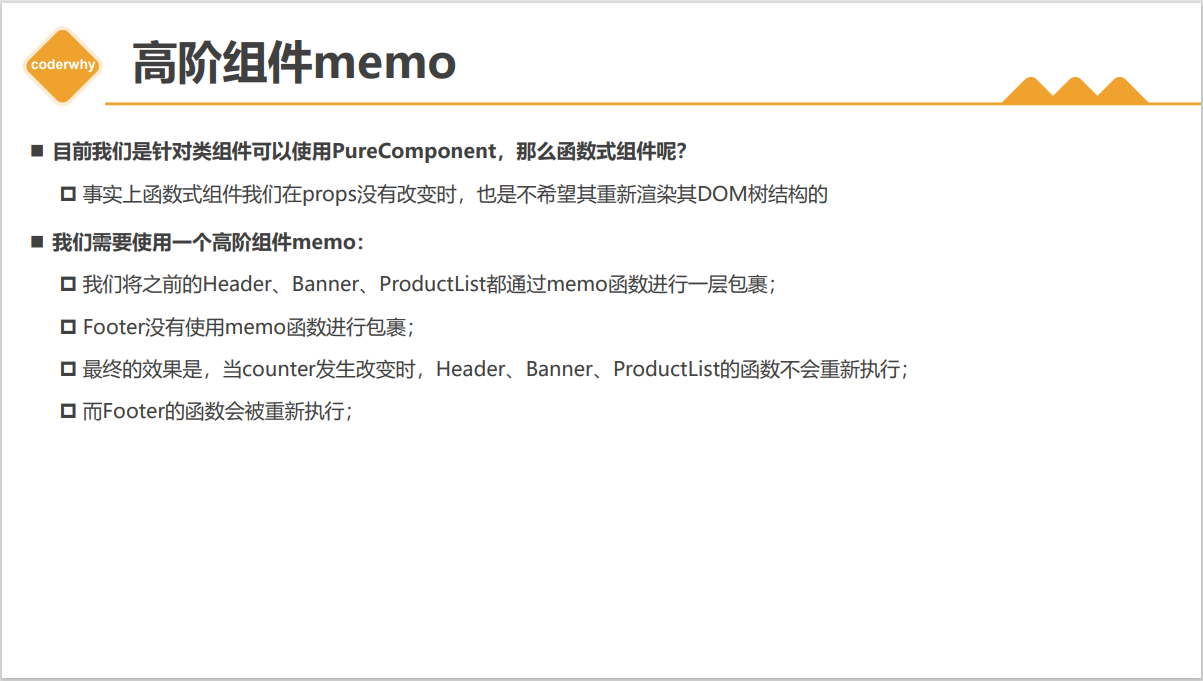 coderwhy
高阶组件memo
目前我们是针对类组件可以使用PureComponent，那么函数式组件呢？
事实上函数式组件我们在props没有改变时，也是不希望其重新渲染其DOM树结构的
我们需要使用一个高阶组件memo：
我们将之前的Header、Banner、ProductList都通过memo函数进行一层包裹；
Footer没有使用memo函数进行包裹；
最终的效果是，当counter发生改变时，Header、Banner、ProductList的函数不会重新执行；
而Footer的函数会被重新执行；